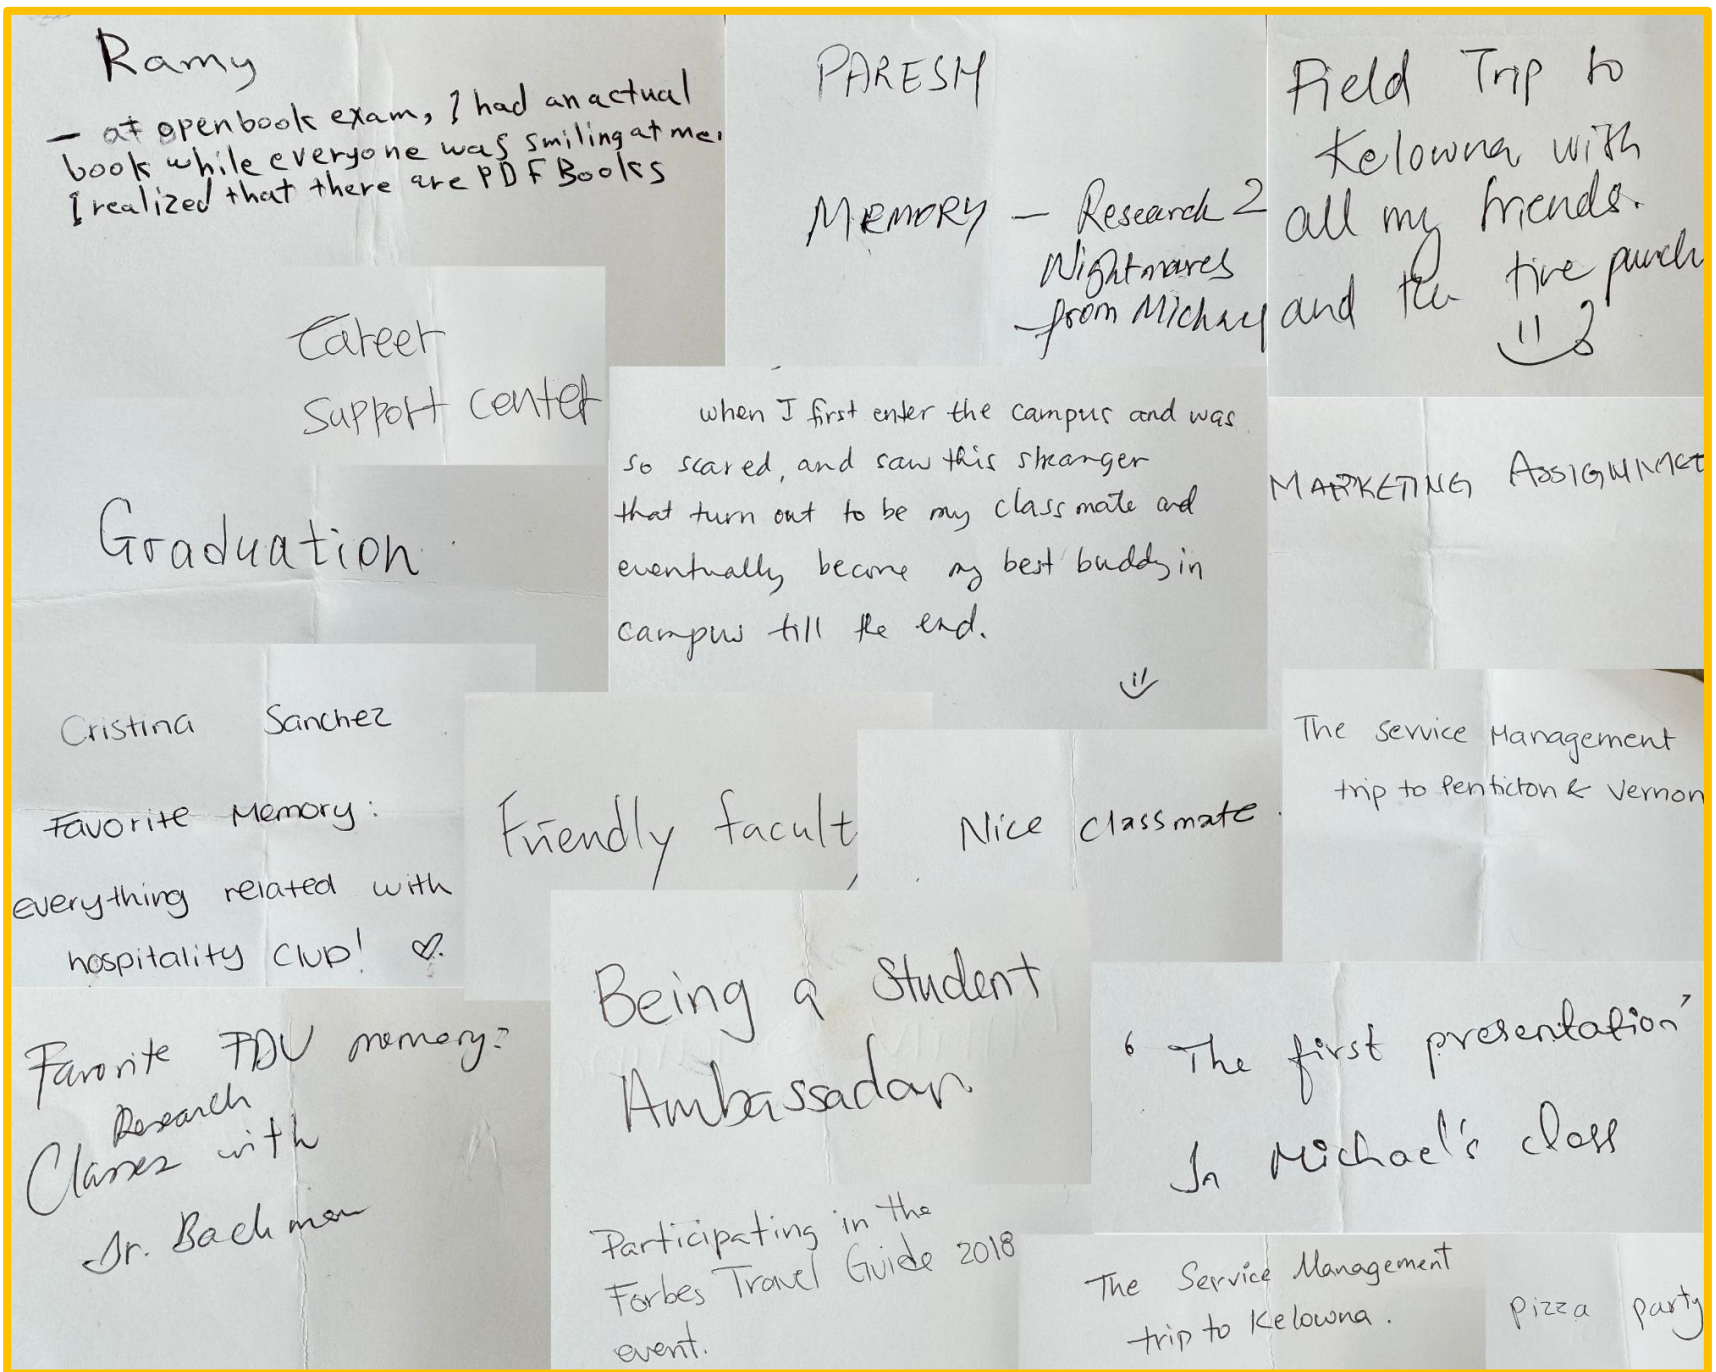 Ramy
- at openbook exam, I had an actual
book while everyone was smiling at me.
I realized that there are PDF Books
PARESH
MEMORY - Research 2
Nightmares
from Michael
Field Trip to
Kelowna with
all my friends.
and the tire punch
Career
Support center
when I first enter the campus and was
so scared, and saw this stranger
that turn out to be my classmate and
eventually become my best buddy in
campus till the end.
MARKETING
Graduation.
Cristina Sanchez
Favorite Memory:
everything related with
hospitality Club!
Friendly facult
Nice classmate.
The Service Management
trip to Penticton & Vernon
Being a Student
Ambassador
'The first presentation'
In Michael's class
Favorite FDU memory:
Research
Classes with
Dr. Bachman
Participating in the
Forbes Travel Guide 2018
event.
The Service Management
trip to Kelowna.
pizza party